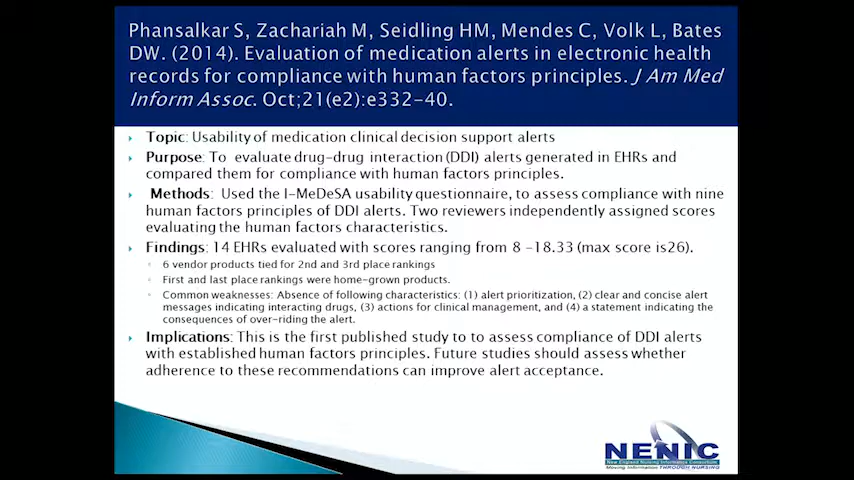 Phansalkar S, Zachariah M, Seidling HM, Mendes C, Volk L, Bates
DW. (2014). Evaluation of medication alerts in electronic health
records for compliance with human factors principles. J Am Med
Inform Assoc. Oct;21(e2):e332-40.
Topic: Usability of medication clinical decision support alerts
Purpose: To evaluate drug-drug interaction (DDI) alerts generated in EHRs and
compared them for compliance with human factors principles.
Methods: Used the I-MeDeSA usability questionnaire, to assess compliance with nine
human factors principles of DDI alerts. Two reviewers independently assigned scores
evaluating the human factors characteristics.
Findings: 14 EHRs evaluated with scores ranging from 8 -18.33 (max score is26).
6 vendor products tied for 2nd and 3rd place rankings
First and last place rankings were home-grown products.
Common weaknesses: Absence of following characteristics: (1) alert prioritization, (2) clear and concise alert
messages indicating interacting drugs, (3) actions for clinical management, and (4) a statement indicating the
consequences of over-riding the alert.
Implications: This is the first published study to to assess compliance of DDI alerts
with established human factors principles. Future studies should assess whether
adherence to these recommendations can improve alert acceptance.
NENIC
New England Nursing Informatics Consortium
Moving Information THROUGH NURSING